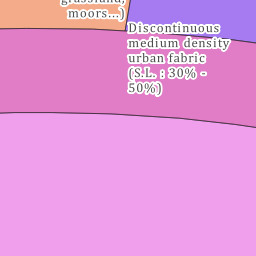 grassland,
moors...)
Discontinuous
medium density
urban fabric
(S.L. : 30% -
50%)